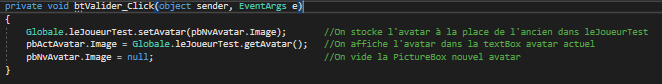 private void btValider_Click(object sender, EventArgs e)
{
Globale.leJoueurTest.setAvatar(pbNvAvatar.Image); //On stocke l'avatar à la place de l'ancien dans leJoueurTest
pbActAvatar.Image = Globale.leJoueurTest.getAvatar(); //On affiche l'avatar dans la textBox avatar actuel
pbNvAvatar.Image = null; //On vide la PictureBox nouvel avatar
}